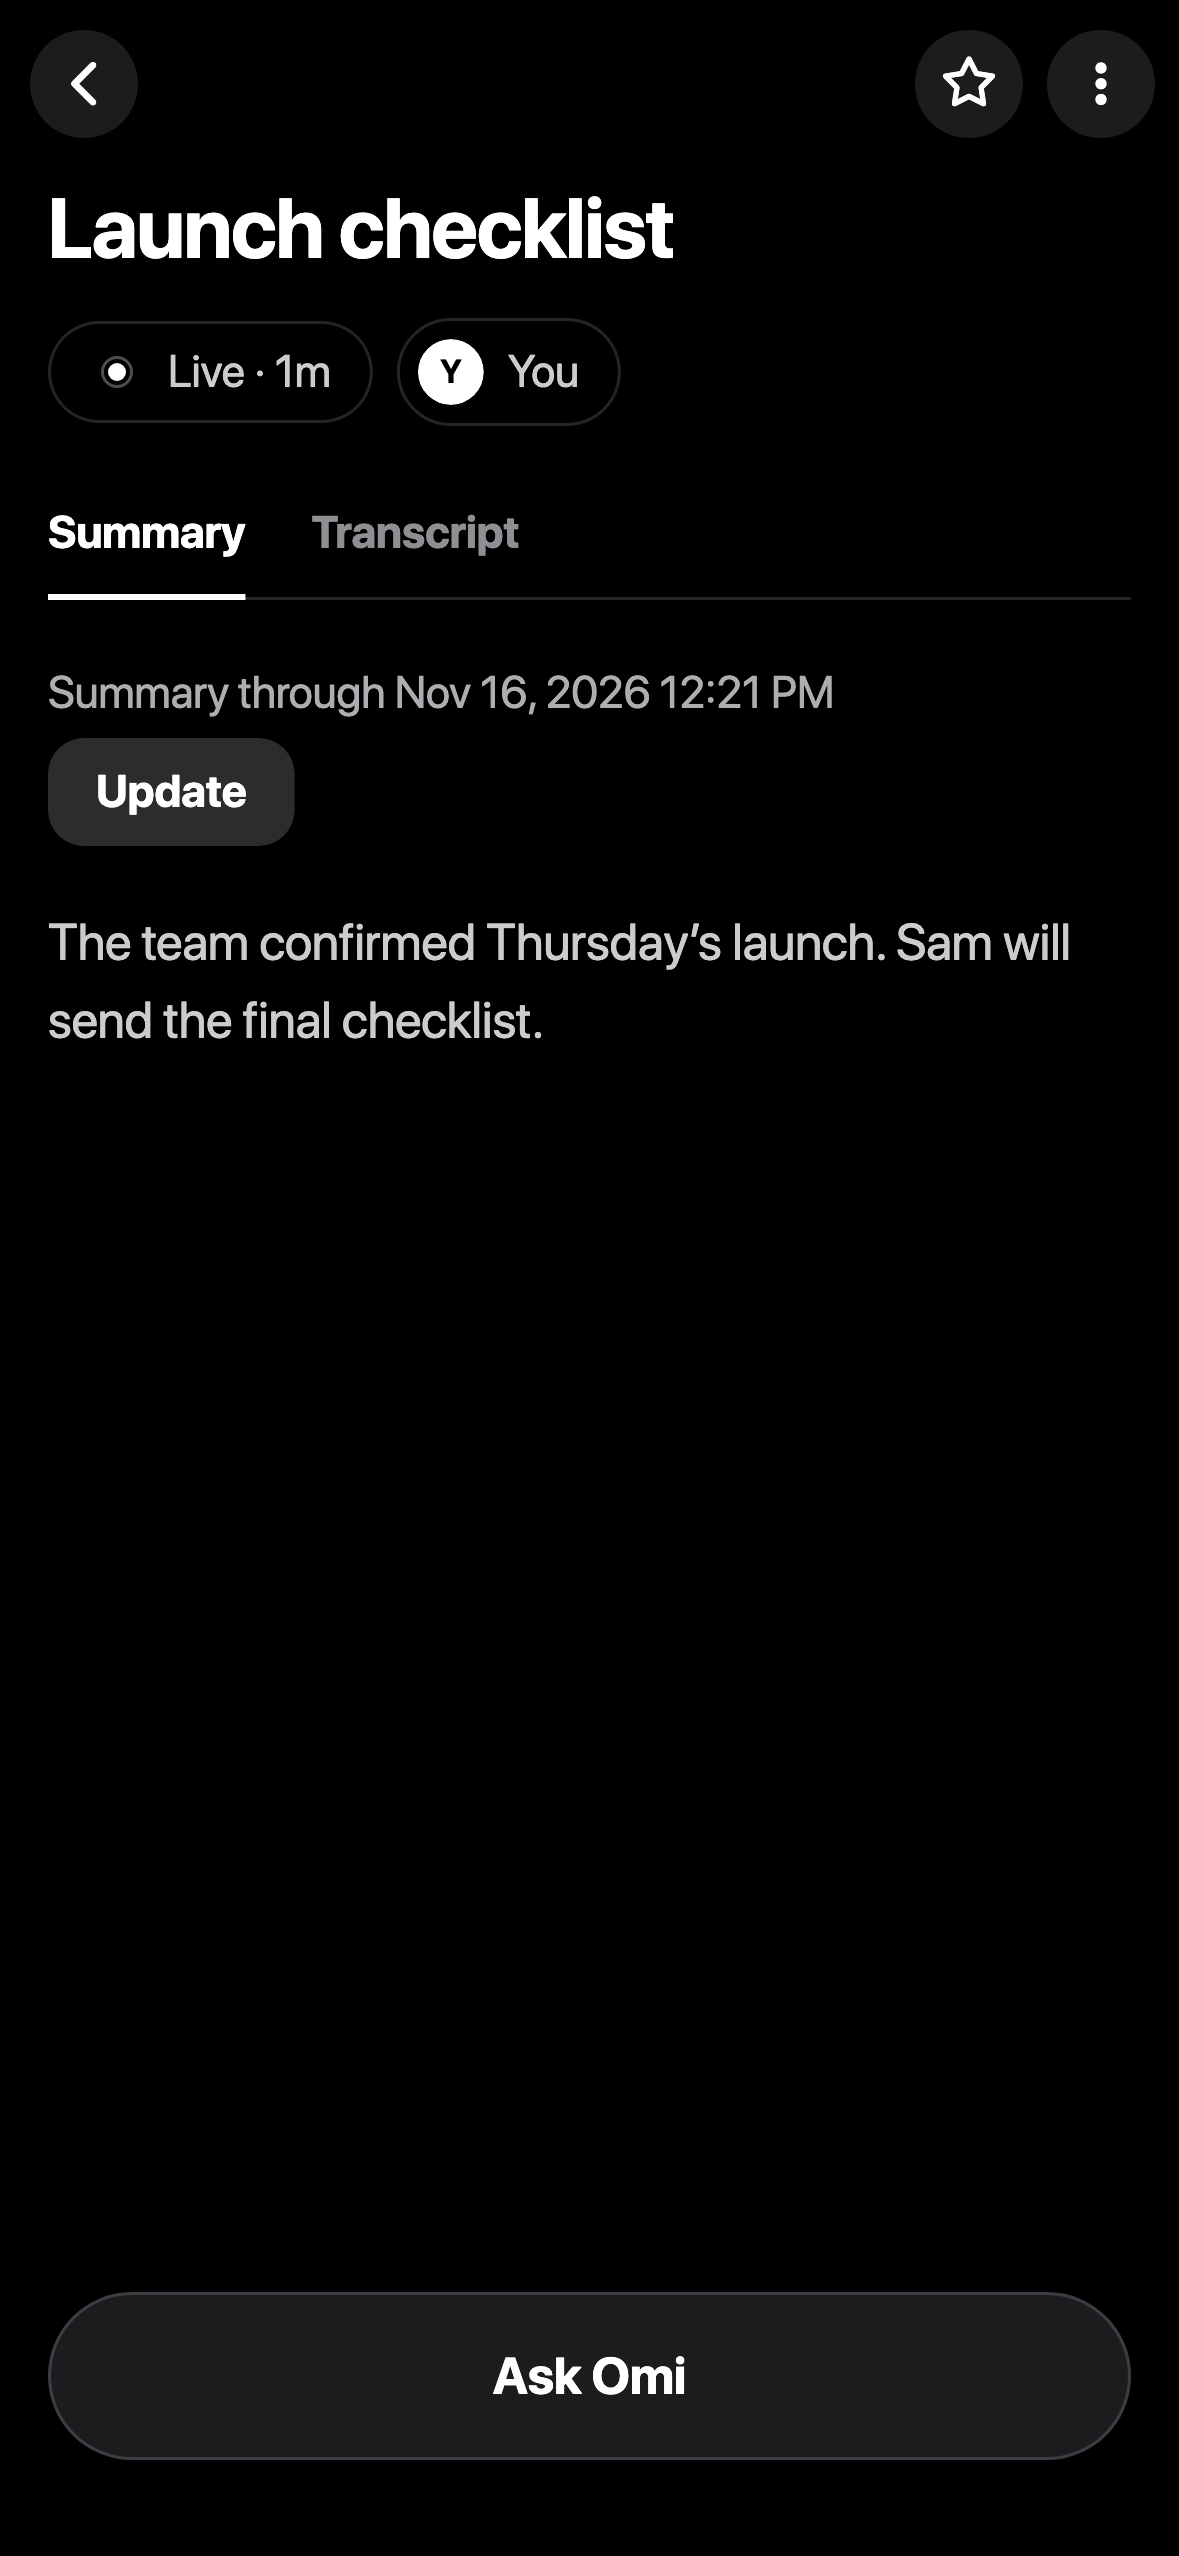 Launch checklist
Live · 1m
Y You
Summary Transcript
Summary through Nov 16, 2026 12:21 PM
Update
The team confirmed Thursday’s launch. Sam will
send the final checklist.
Ask Omi